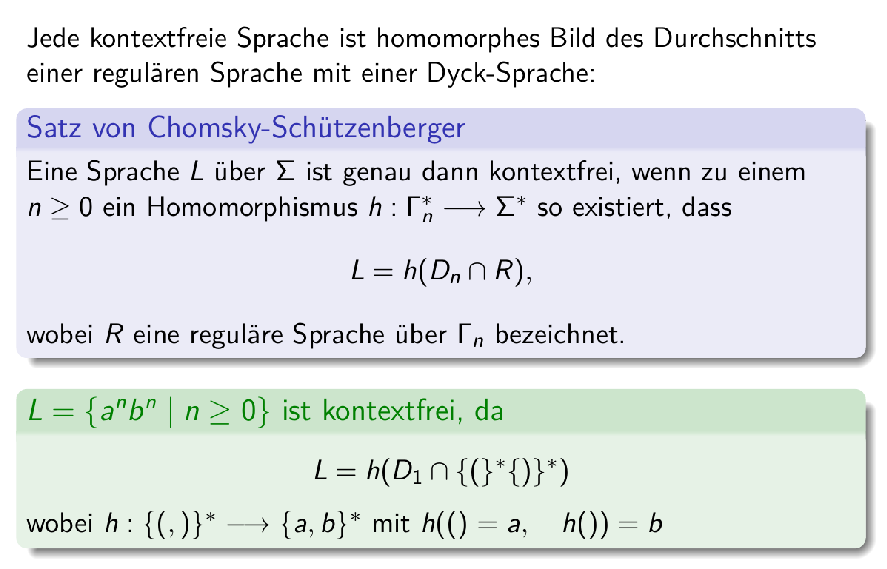 Jede kontextfreie Sprache ist homomorphes Bild des Durchschnitts
einer regulären Sprache mit einer Dyck-Sprache:
Satz von Chomsky-Schützenberger
Eine Sprache L über Σ ist genau dann kontextfrei, wenn zu einem
n ≥ 0 ein Homomorphismus h : Γₙ* ⟶ Σ* so existiert, dass
L = h(Dₙ ∩ R),
wobei R eine reguläre Sprache über Γₙ bezeichnet.
L = {aⁿbⁿ | n ≥ 0} ist kontextfrei, da
L = h(D₁ ∩ {(}*{)}*)
wobei h : {(, )}* ⟶ {a, b}* mit h(() = a, h()) = b